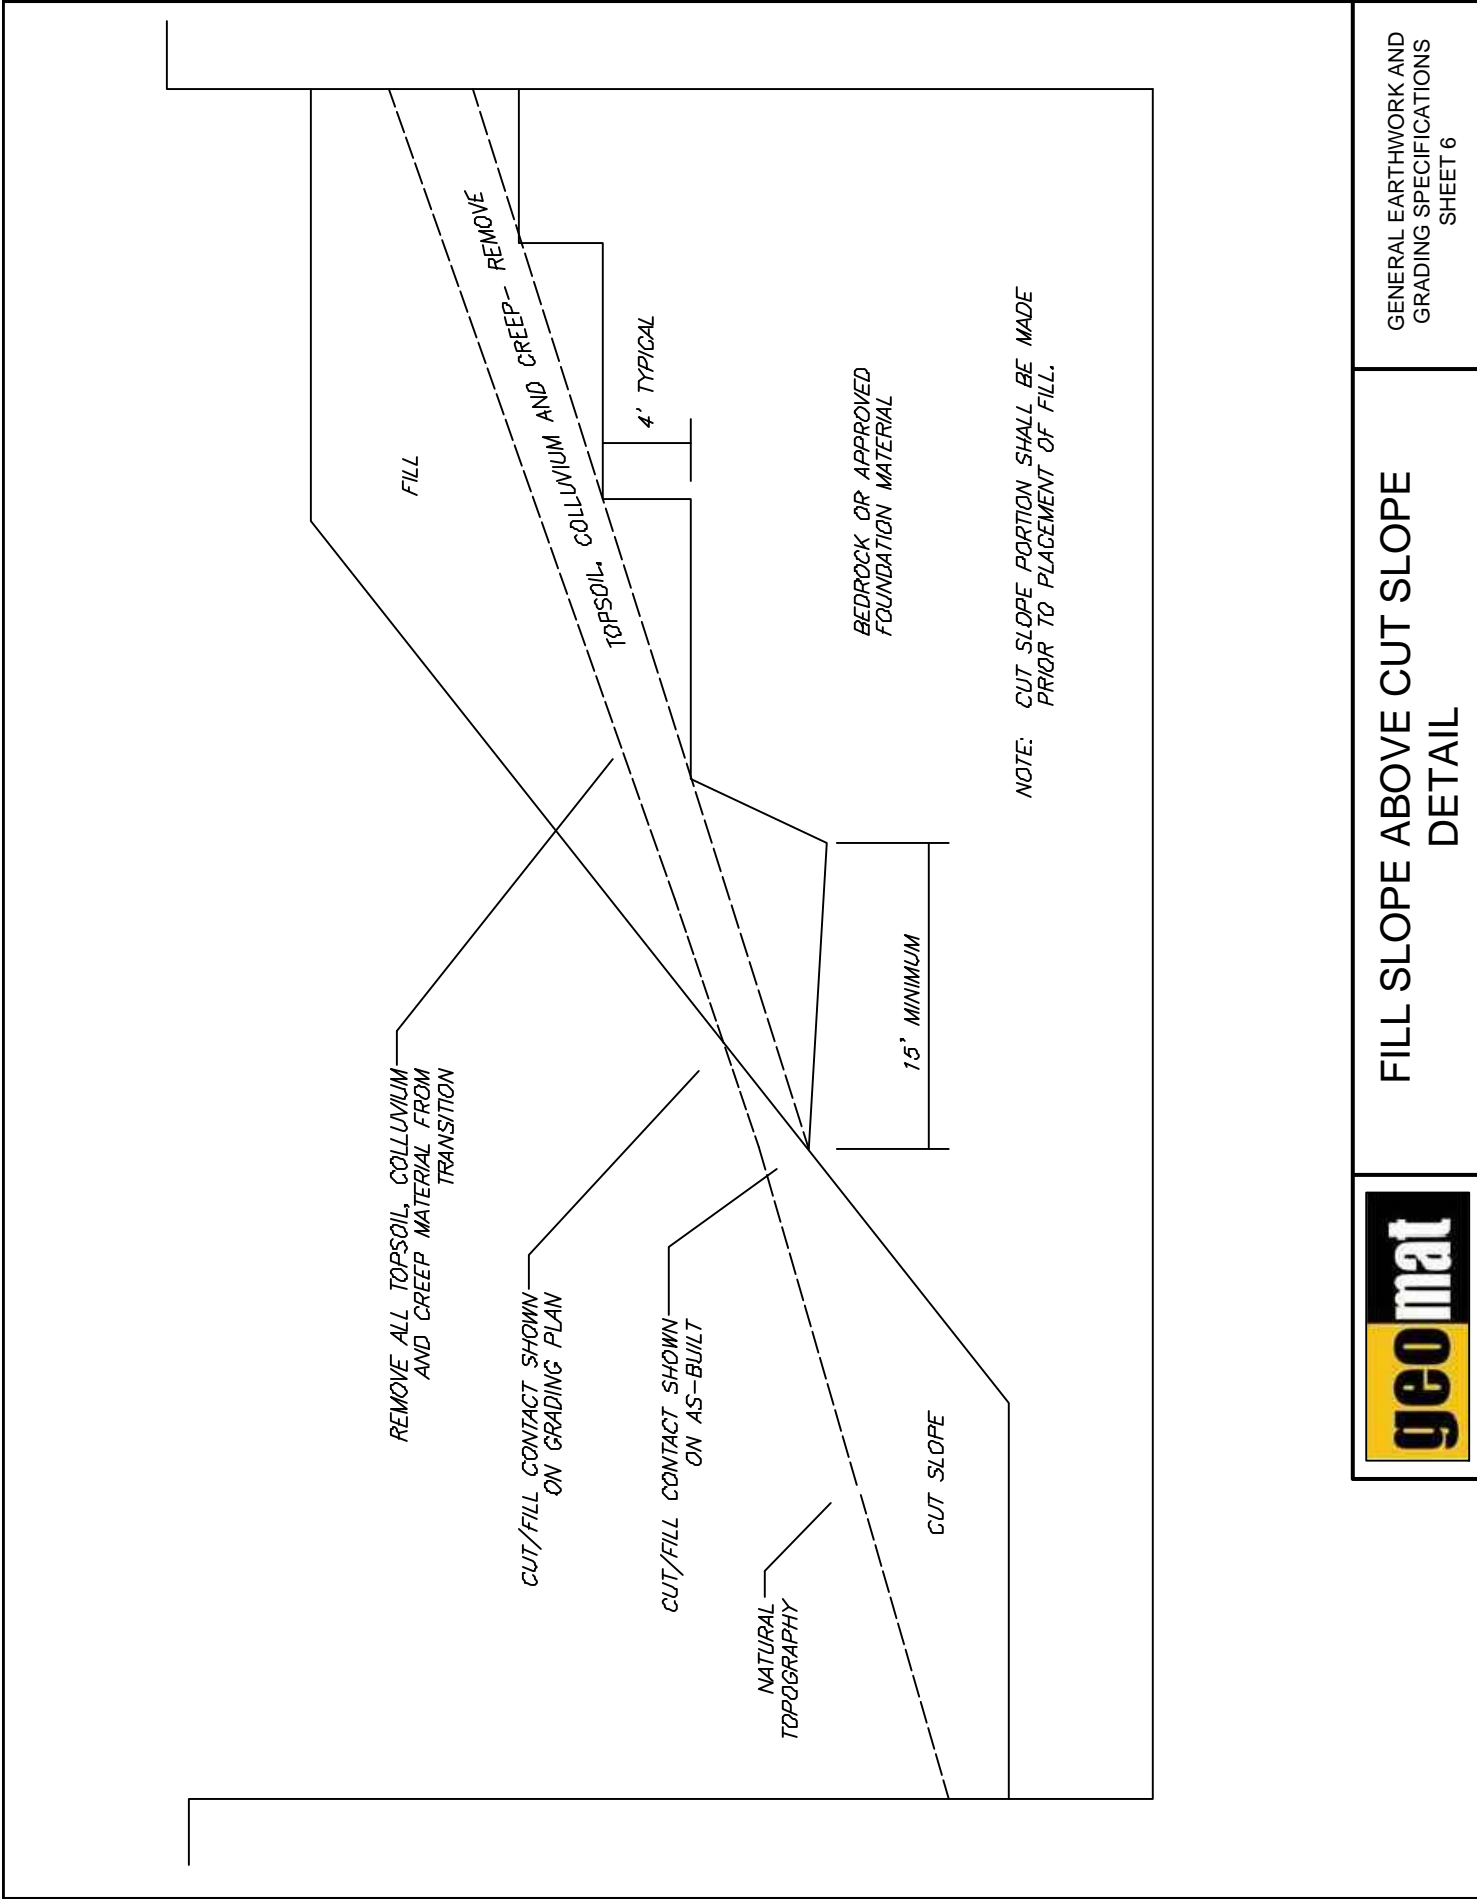 REMOVE ALL TOPSOIL, COLLUVIUM
AND CREEP MATERIAL FROM
TRANSITION
CUT/FILL CONTACT SHOWN
ON GRADING PLAN
CUT/FILL CONTACT SHOWN
ON AS-BUILT
NATURAL
TOPOGRAPHY
CUT SLOPE
FILL
TOPSOIL, COLLUVIUM AND CREEP- REMOVE
4' TYPICAL
15' MINIMUM
BEDROCK OR APPROVED
FOUNDATION MATERIAL
NOTE: CUT SLOPE PORTION SHALL BE MADE
PRIOR TO PLACEMENT OF FILL.
geomat
FILL SLOPE ABOVE CUT SLOPE
DETAIL
GENERAL EARTHWORK AND
GRADING SPECIFICATIONS
SHEET 6